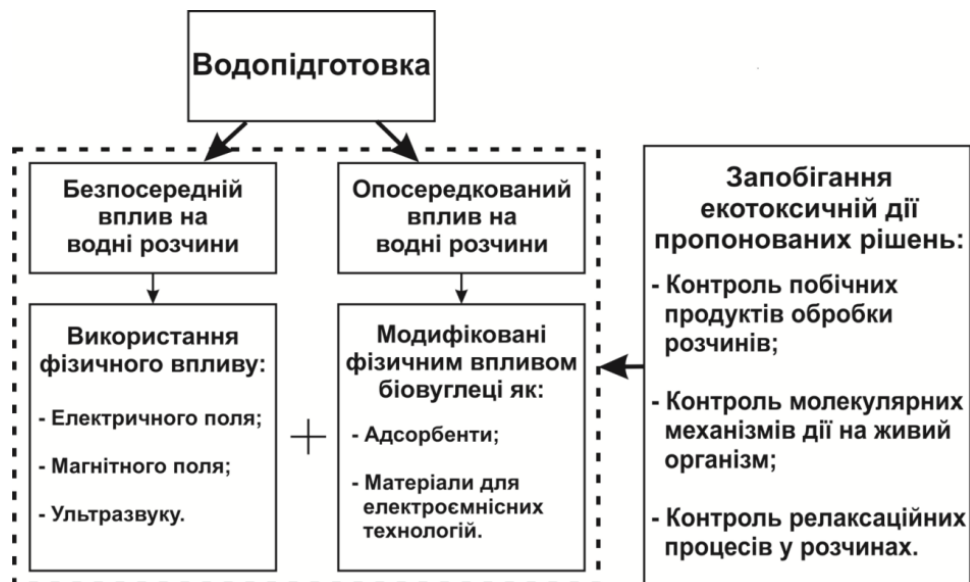 Водопідготовка
Безпосередній
вплив на
водні розчини
Опосередкований
вплив на
водні розчини
Використання
фізичного впливу:
- Електричного поля;
- Магнітного поля;
- Ультразвуку.
+
Модифіковані
фізичним впливом
біовуглеці як:
- Адсорбенти;
- Матеріали для
електроємнісних
технологій.
Запобігання
екотоксичній дії
пропонованих рішень:
- Контроль побічних
продуктів обробки
розчинів;
- Контроль молекулярних
механізмів дії на живий
організм;
- Контроль релаксаційних
процесів у розчинах.